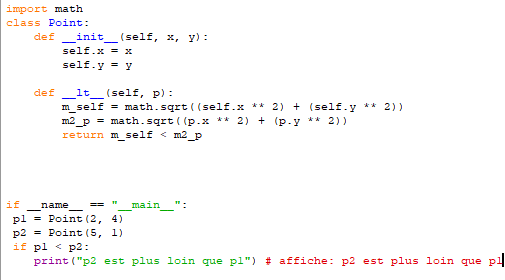 import math
class Point:
    def __init__(self, x, y):
        self.x = x
        self.y = y
    def __lt__(self, p):
        m_self = math.sqrt((self.x ** 2) + (self.y ** 2))
        m2_p = math.sqrt((p.x ** 2) + (p.y ** 2))
        return m_self < m2_p
if __name__ == "__main__":
 p1 = Point(2, 4)
 p2 = Point(5, 1)
 if p1 < p2:
    print("p2 est plus loin que p1") # affiche: p2 est plus loin que p1